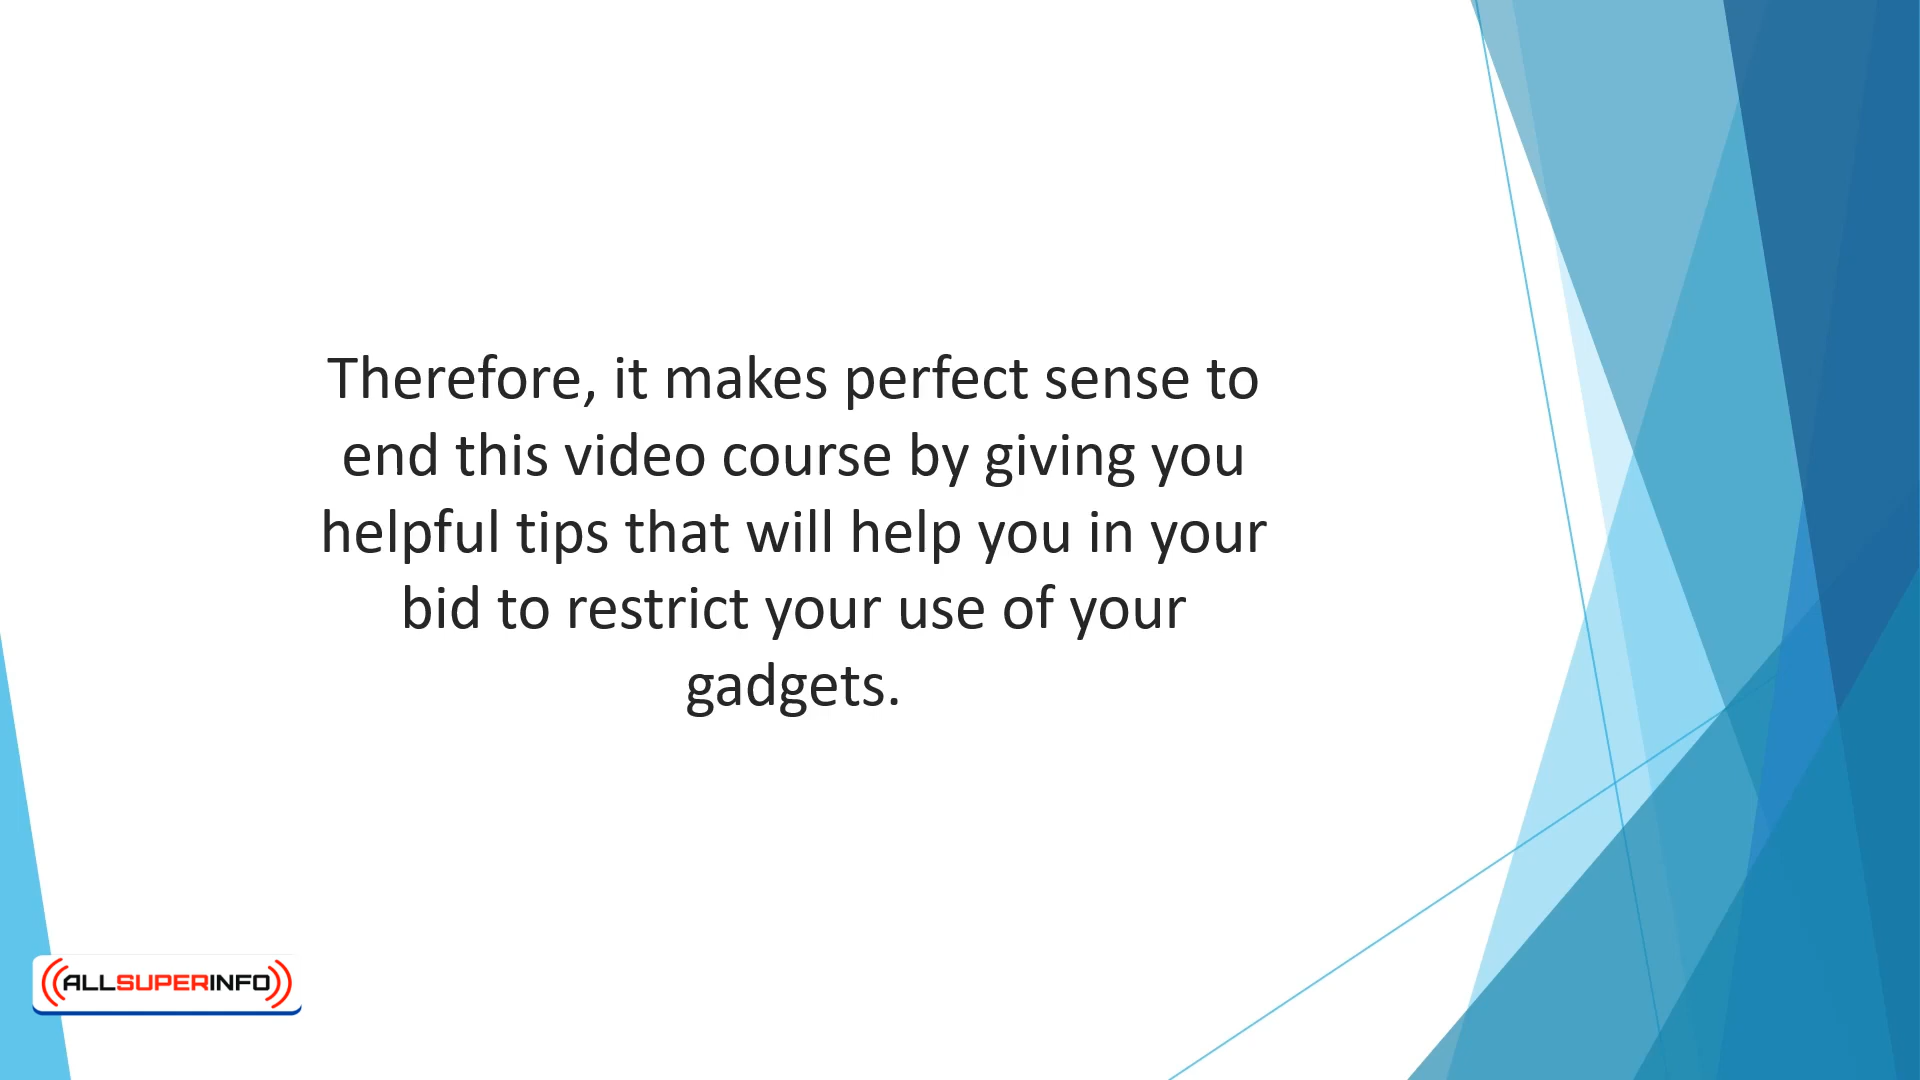 Therefore, it makes perfect sense to
end this video course by giving you
helpful tips that will help you in your
bid to restrict your use of your
gadgets.
ALLSUPERINFO